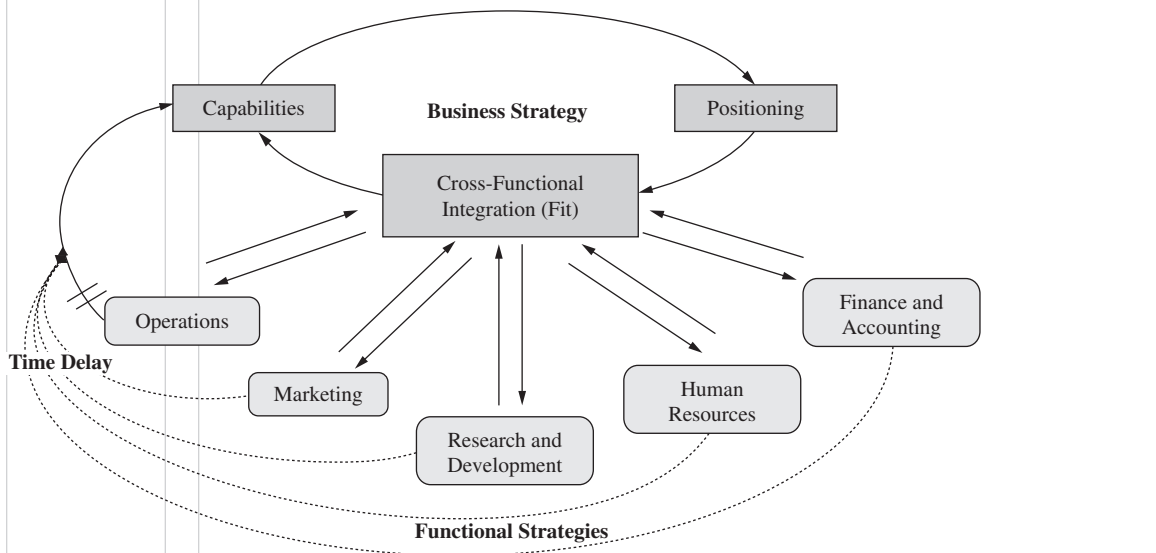 Capabilities
Business Strategy
Positioning
Cross-Functional
Integration (Fit)
Operations
Finance and
Accounting
Time Delay
Marketing
Human
Resources
Research and
Development
Functional Strategies